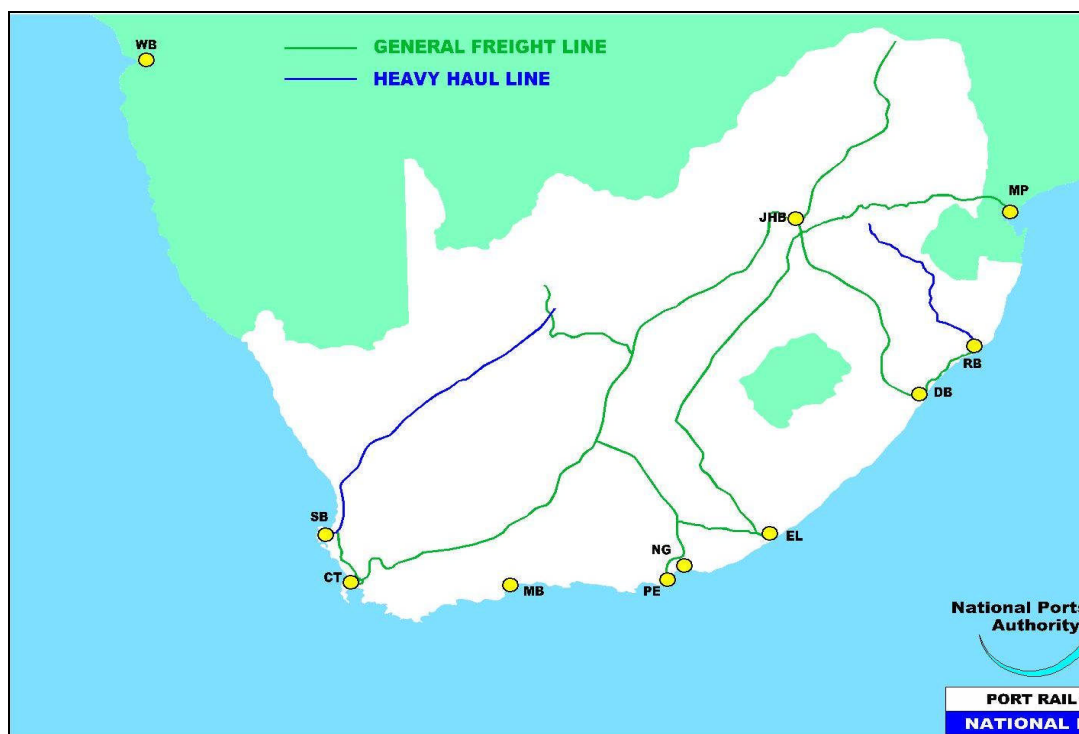 WB
GENERAL FREIGHT LINE
HEAVY HAUL LINE
MP
JHB
RB
DB
SB
EL
NG
CT
MB
PE
National Ports
Authority
PORT RAIL
NATIONAL